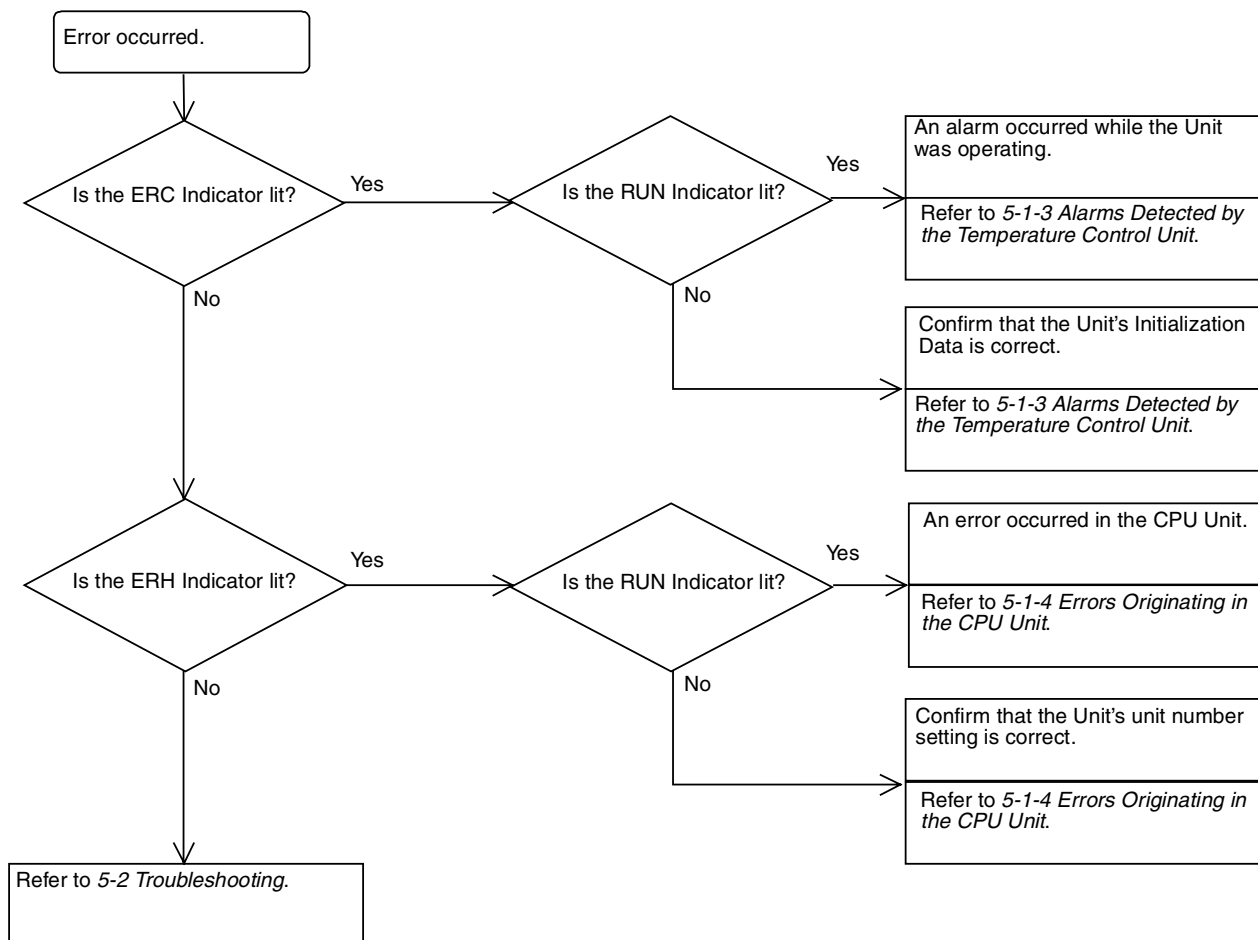 Error occurred.
Is the ERC Indicator lit?
Yes
Is the RUN Indicator lit?
Yes
An alarm occurred while the Unit
was operating.
Refer to 5-1-3 Alarms Detected by
the Temperature Control Unit.
No
No
Confirm that the Unit's Initialization
Data is correct.
Refer to 5-1-3 Alarms Detected by
the Temperature Control Unit.
Is the ERH Indicator lit?
Yes
Is the RUN Indicator lit?
Yes
An error occurred in the CPU Unit.
Refer to 5-1-4 Errors Originating in
the CPU Unit.
No
No
Confirm that the Unit's unit number
setting is correct.
Refer to 5-1-4 Errors Originating in
the CPU Unit.
Refer to 5-2 Troubleshooting.